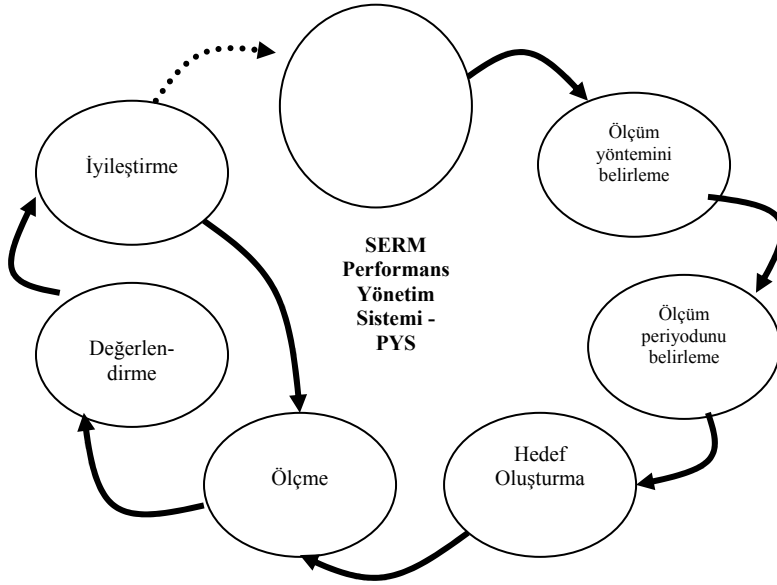 Ölçüm
yöntemini
belirleme
Ölçüm
periyodunu
belirleme
Hedef
Oluşturma
Ölçme
Değerlen-
dirme
İyileştirme
SERM
Performans
Yönetim
Sistemi -
PYS